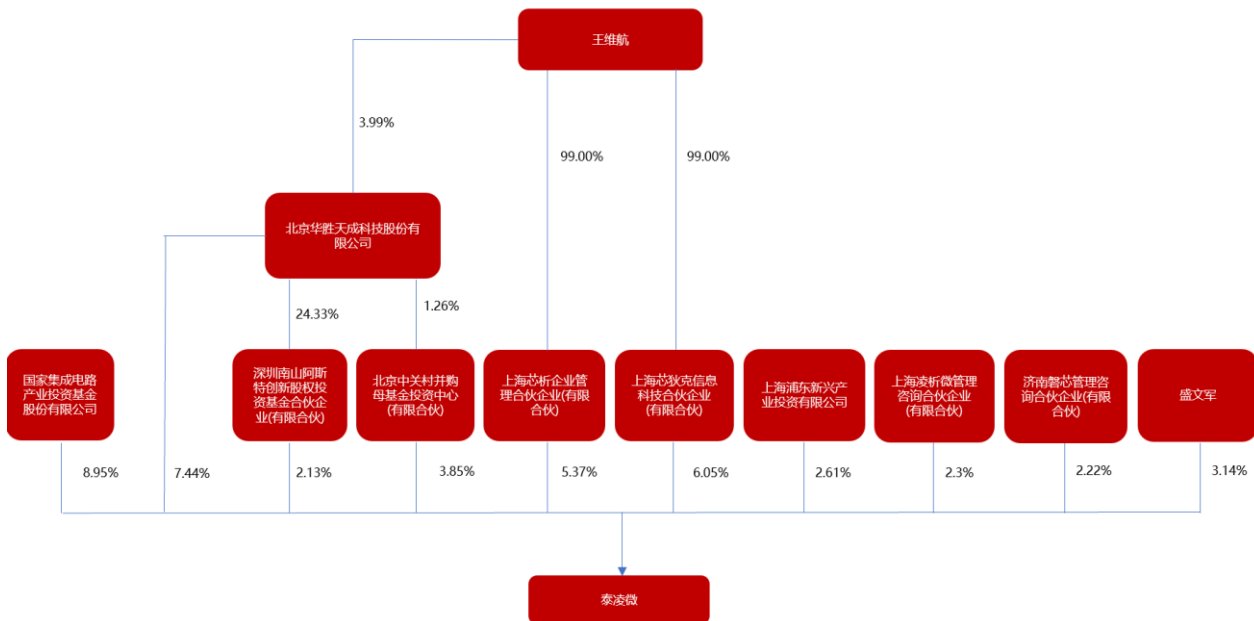 王维航
3.99%
99.00%
99.00%
北京华胜天成科技股份有
限公司
24.33%
1.26%
国家集成电路
产业投资基金
股份有限公司
深圳南山阿斯
特创新股权投
资基金合伙企
业(有限合伙)
北京中关村并购
母基金投资中心
(有限合伙)
上海芯析企业管
理合伙企业(有限
合伙)
上海芯狄克信息
科技合伙企业
(有限合伙)
上海浦东新兴产
业投资有限公司
上海凌析微管理
咨询合伙企业
(有限合伙)
济南磐芯管理咨
询合伙企业(有限
合伙)
盛文军
8.95%
7.44%
2.13%
3.85%
5.37%
6.05%
2.61%
2.3%
2.22%
3.14%
泰凌微